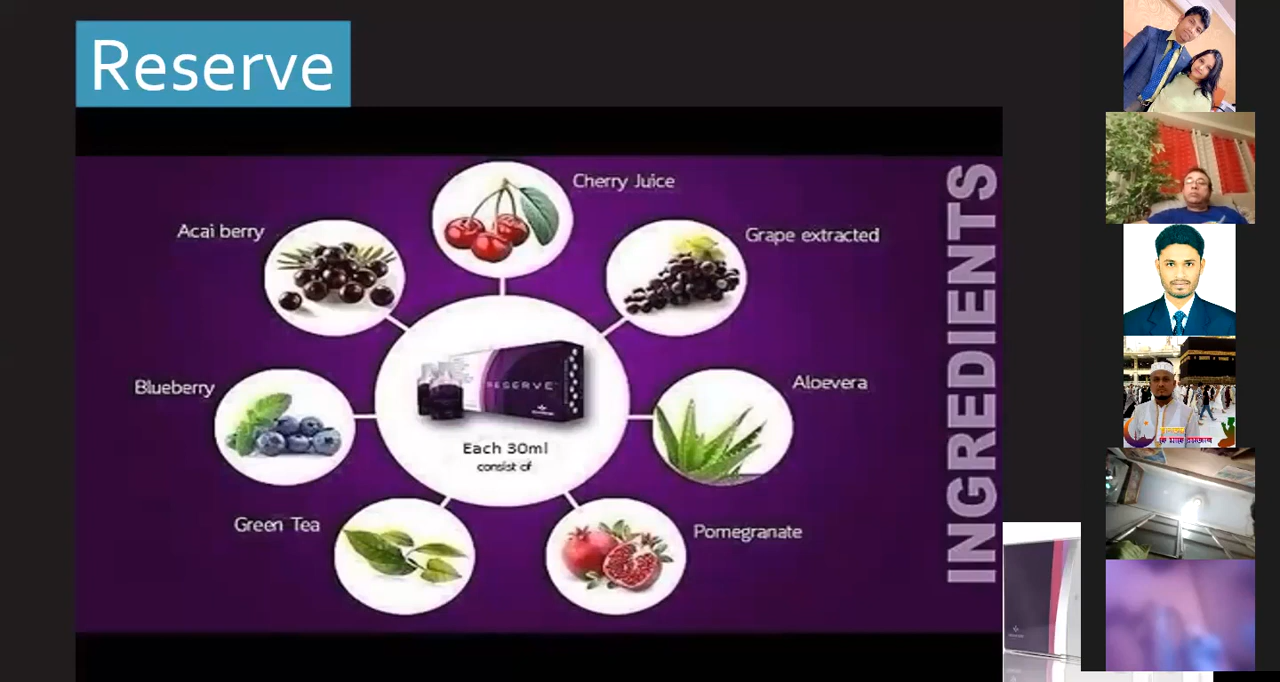 Reserve
Cherry Juice
Acai berry
Grape extracted
Blueberry
Aloevera
RESERVE
Each 30ml
consist of
Green Tea
Pomegranate
INGREDIENTS